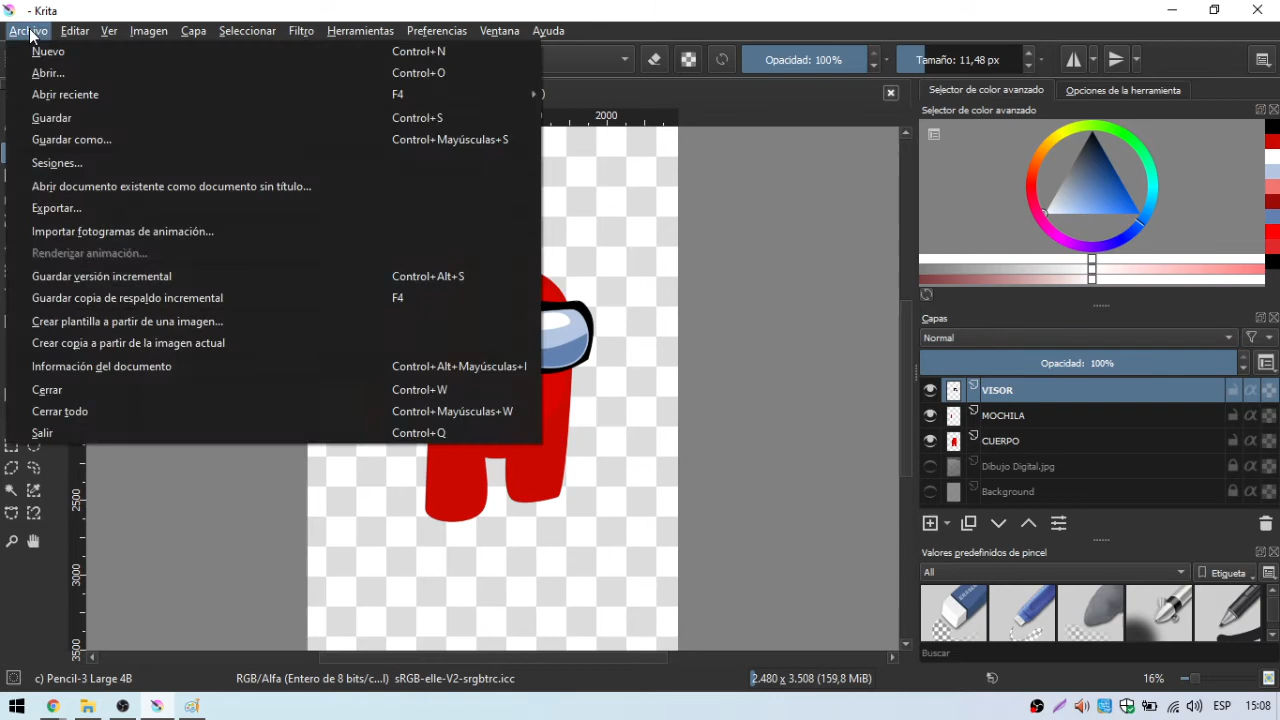 - Krita
Archivo Editar Ver Imagen Capa Seleccionar Filtro Herramientas Preferencias Ventana Ayuda
Nuevo Control+N
Abrir... Control+O
Abrir reciente F4
Guardar Control+S
Guardar como... Control+Mayúsculas+S
Sesiones...
Abrir documento existente como documento sin título...
Exportar...
Importar fotogramas de animación...
Renderizar animación...
Guardar versión incremental Control+Alt+S
Guardar copia de respaldo incremental F4
Crear plantilla a partir de una imagen...
Crear copia a partir de la imagen actual
Información del documento Control+Alt+Mayúsculas+I
Cerrar Control+W
Cerrar todo Control+Mayúsculas+W
Salir Control+Q
Opacidad: 100% Tamaño: 11,48 px
)
2000
2500
3000
3500
Selector de color avanzado Opciones de la herramienta
Selector de color avanzado
Capas
Normal
Opacidad: 100%
VISOR
MOCHILA
CUERPO
Dibujo Digital.jpg
Background
Valores predefinidos de pincel
All Etiqueta
ERASER
Buscar
c) Pencil-3 Large 4B RGB/Alfa (Entero de 8 bits/c...l) sRGB-elle-V2-srgbtrc.icc 2.480 x 3.508 (159,8 MiB) 16%
ESP 15:08